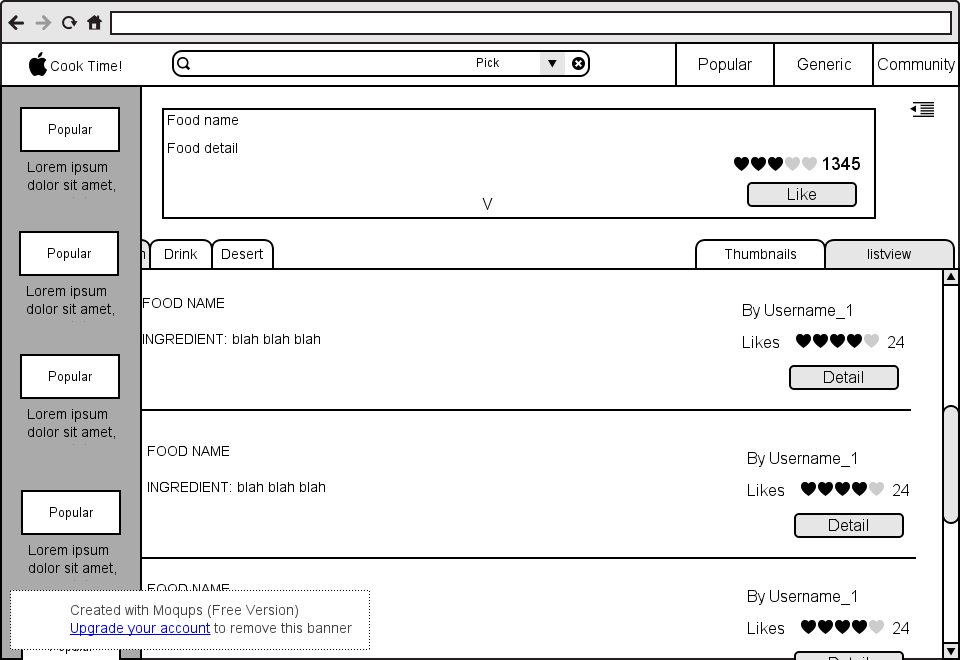 Cook Time!
Pick
Popular
Generic
Community
Popular
Lorem ipsum
dolor sit amet,
Popular
Lorem ipsum
dolor sit amet,
Popular
Lorem ipsum
dolor sit amet,
Popular
Lorem ipsum
dolor sit amet,
Food name
Food detail
1345
Like
V
Drink
Desert
Thumbnails
listview
FOOD NAME
INGREDIENT: blah blah blah
By Username_1
Likes 24
Detail
FOOD NAME
INGREDIENT: blah blah blah
By Username_1
Likes 24
Detail
FOOD NAME
By Username_1
Likes 24
Detail
Created with Moqups (Free Version)
Upgrade your account to remove this banner
Popular